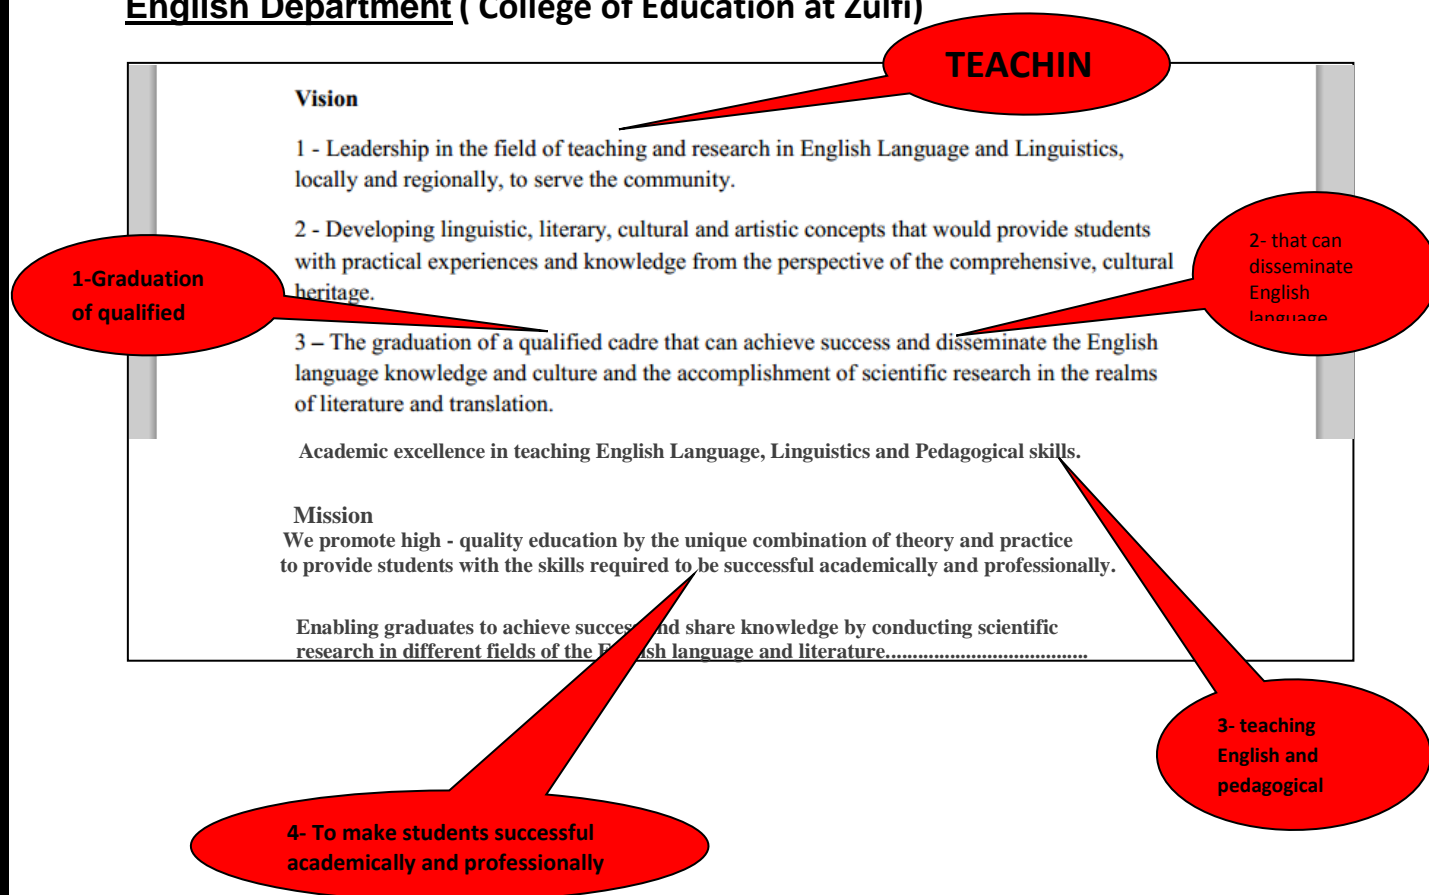 English Department ( College of Education at Zulfi)
TEACHIN
Vision
1 - Leadership in the field of teaching and research in English Language and Linguistics,
locally and regionally, to serve the community.
2 - Developing linguistic, literary, cultural and artistic concepts that would provide students
with practical experiences and knowledge from the perspective of the comprehensive, cultural
heritage.
2- that can
disseminate
English
language
1-Graduation
of qualified
3 – The graduation of a qualified cadre that can achieve success and disseminate the English
language knowledge and culture and the accomplishment of scientific research in the realms
of literature and translation.
Academic excellence in teaching English Language, Linguistics and Pedagogical skills.
Mission
We promote high - quality education by the unique combination of theory and practice
to provide students with the skills required to be successful academically and professionally.
Enabling graduates to achieve success and share knowledge by conducting scientific
research in different fields of the English language and literature......................................
3- teaching
English and
pedagogical
4- To make students successful
academically and professionally